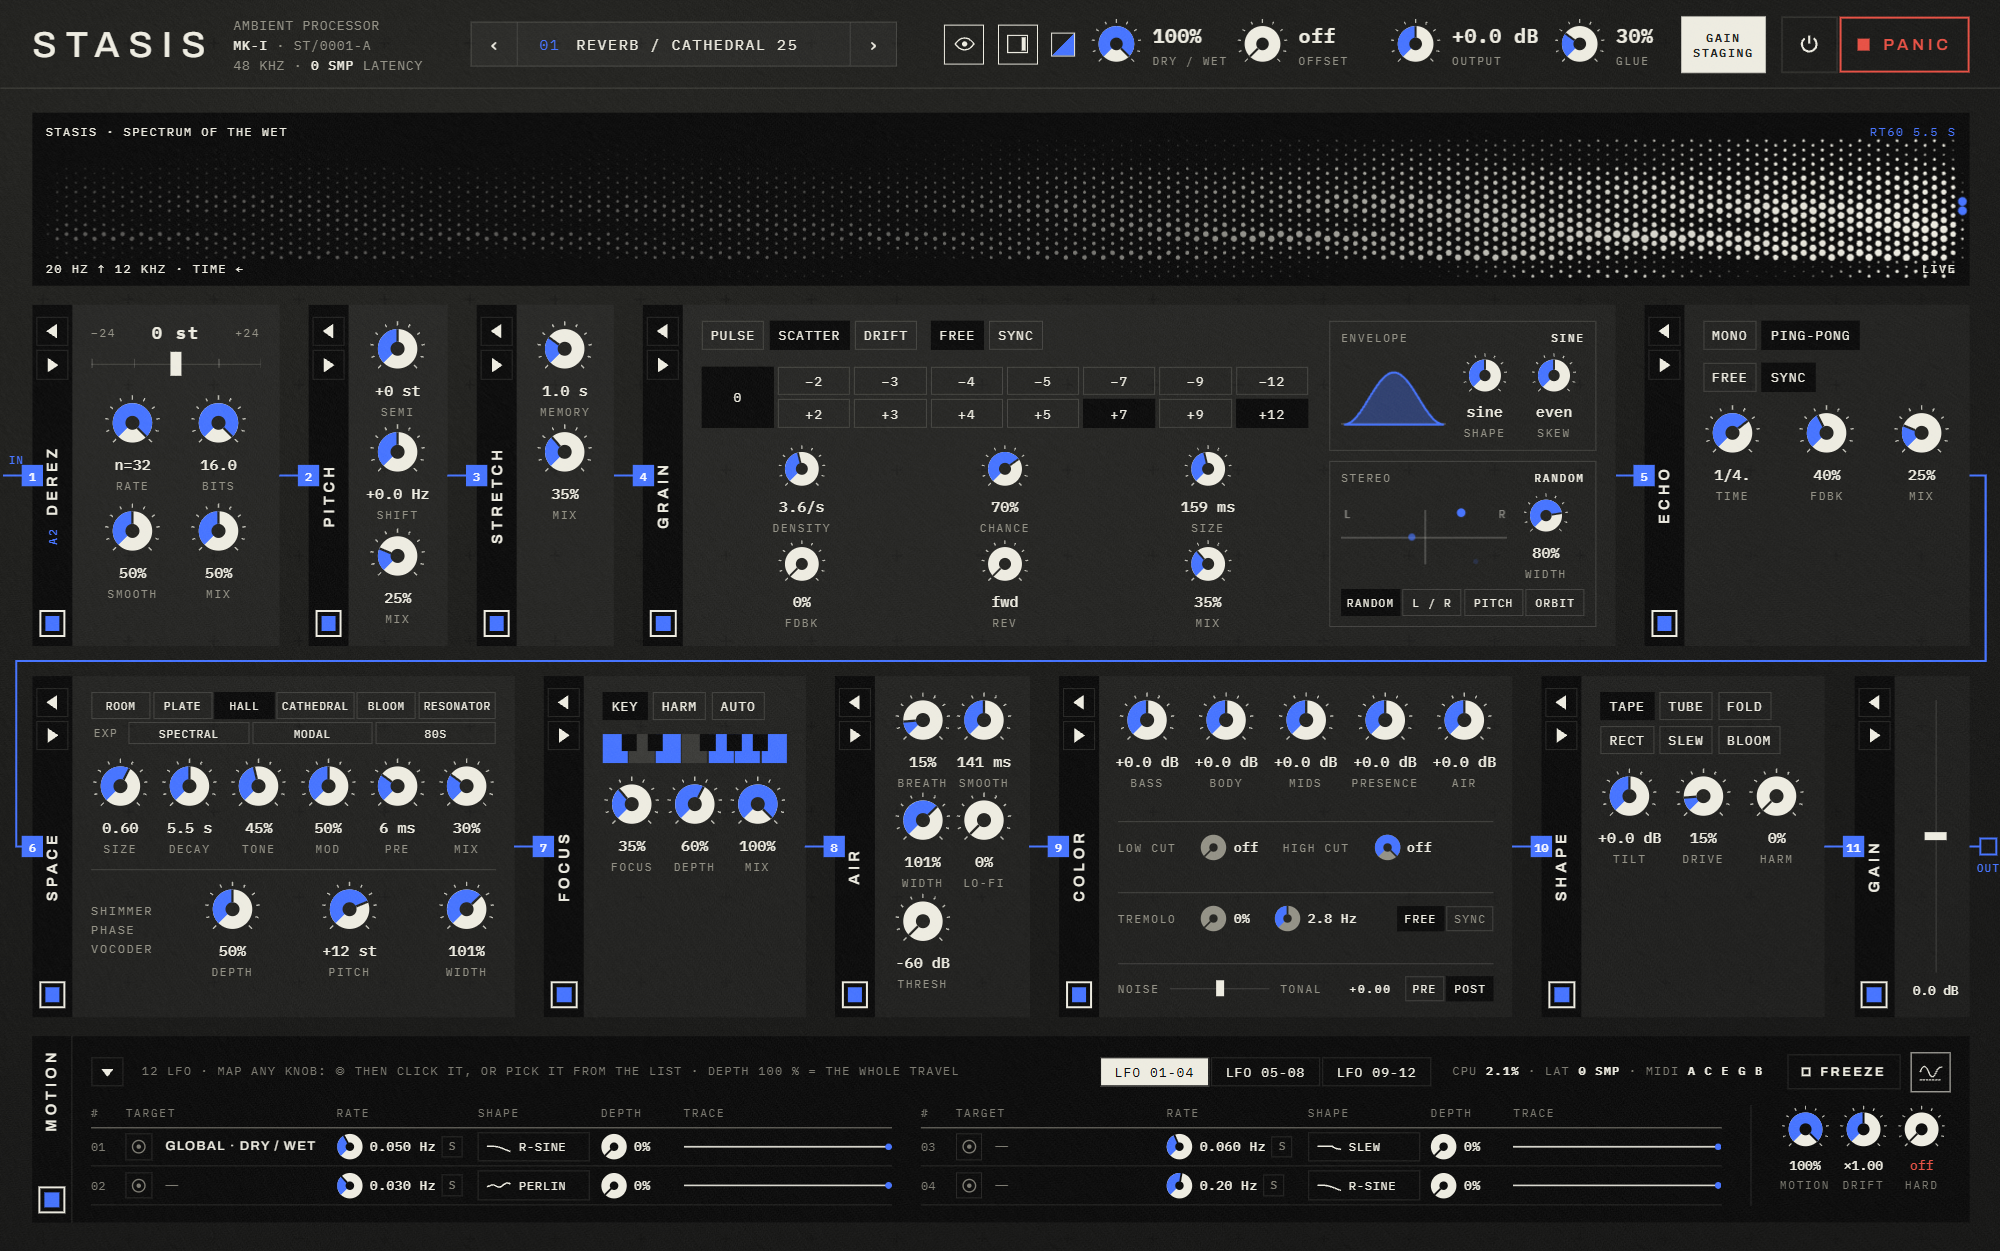 STASIS
AMBIENT PROCESSOR
MK-I · ST/0001-A
48 KHZ · 0 SMP LATENCY
‹ 01 REVERB / CATHEDRAL 25 ›
100%
DRY / WET
off
OFFSET
+0.0 dB
OUTPUT
30%
GLUE
GAIN
STAGING
PANIC
STASIS · SPECTRUM OF THE WET
RT60 5.5 S
20 HZ ↑ 12 KHZ · TIME ←
LIVE
IN
1
A2 DEREZ
-24 0 st +24
n=32 16.0
RATE BITS
50% 50%
SMOOTH MIX
2
PITCH
+0 st
SEMI
+0.0 Hz
SHIFT
25%
MIX
3
STRETCH
1.0 s
MEMORY
35%
MIX
4
GRAIN
PULSE SCATTER DRIFT FREE SYNC
0 -2 -3 -4 -5 -7 -9 -12
+2 +3 +4 +5 +7 +9 +12
3.6/s 70% 159 ms
DENSITY CHANCE SIZE
0% fwd 35%
FDBK REV MIX
ENVELOPE SINE
sine even
SHAPE SKEW
STEREO RANDOM
L R
80%
WIDTH
RANDOM L / R PITCH ORBIT
5
ECHO
MONO PING-PONG
FREE SYNC
1/4. 40% 25%
TIME FDBK MIX
6
SPACE
ROOM PLATE HALL CATHEDRAL BLOOM RESONATOR
EXP SPECTRAL MODAL 80S
0.60 5.5 s 45% 50% 6 ms 30%
SIZE DECAY TONE MOD PRE MIX
SHIMMER
PHASE
VOCODER
50% +12 st 101%
DEPTH PITCH WIDTH
7
FOCUS
KEY HARM AUTO
35% 60% 100%
FOCUS DEPTH MIX
8
AIR
15% 141 ms
BREATH SMOOTH
101% 0%
WIDTH LO-FI
-60 dB
THRESH
9
COLOR
+0.0 dB +0.0 dB +0.0 dB +0.0 dB +0.0 dB
BASS BODY MIDS PRESENCE AIR
LOW CUT off HIGH CUT off
TREMOLO 0% 2.8 Hz FREE SYNC
NOISE TONAL +0.00 PRE POST
10
SHAPE
TAPE TUBE FOLD
RECT SLEW BLOOM
+0.0 dB 15% 0%
TILT DRIVE HARM
11
GAIN
0.0 dB
OUT
MOTION
12 LFO · MAP ANY KNOB: ◎ THEN CLICK IT, OR PICK IT FROM THE LIST · DEPTH 100 % = THE WHOLE TRAVEL
LFO 01-04 LFO 05-08 LFO 09-12
CPU 2.1% · LAT 0 SMP · MIDI A C E G B
FREEZE
# TARGET RATE SHAPE DEPTH TRACE
01 GLOBAL · DRY / WET 0.050 Hz S R-SINE 0%
02 — 0.030 Hz S PERLIN 0%
# TARGET RATE SHAPE DEPTH TRACE
03 — 0.060 Hz S SLEW 0%
04 — 0.20 Hz S R-SINE 0%
100% ×1.00 off
MOTION DRIFT HARD